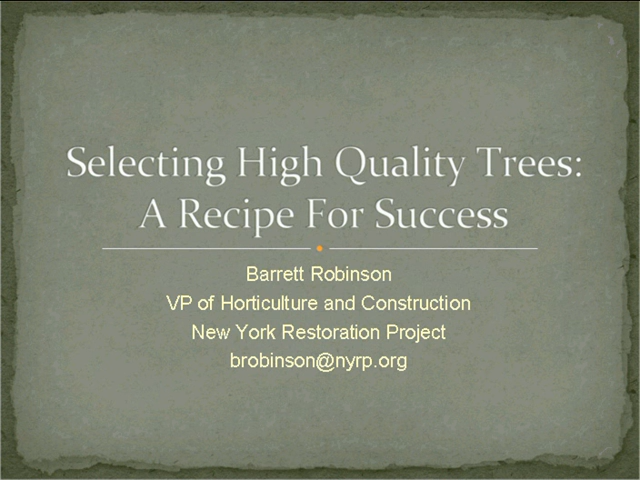 Selecting High Quality Trees:
A Recipe For Success
Barrett Robinson
VP of Horticulture and Construction
New York Restoration Project
brobinson@nyrp.org